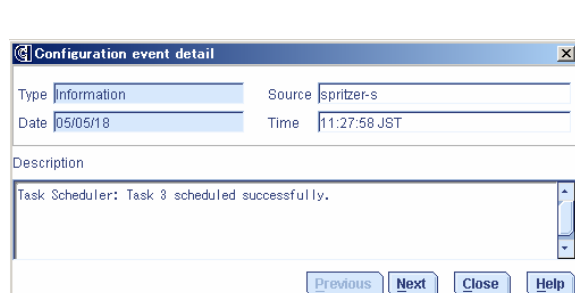 Configuration event detail
Type Information Source spritzer-s
Date 05/05/18 Time 11:27:58 JST
Description
Task Scheduler: Task 3 scheduled successfully.
Previous Next Close Help